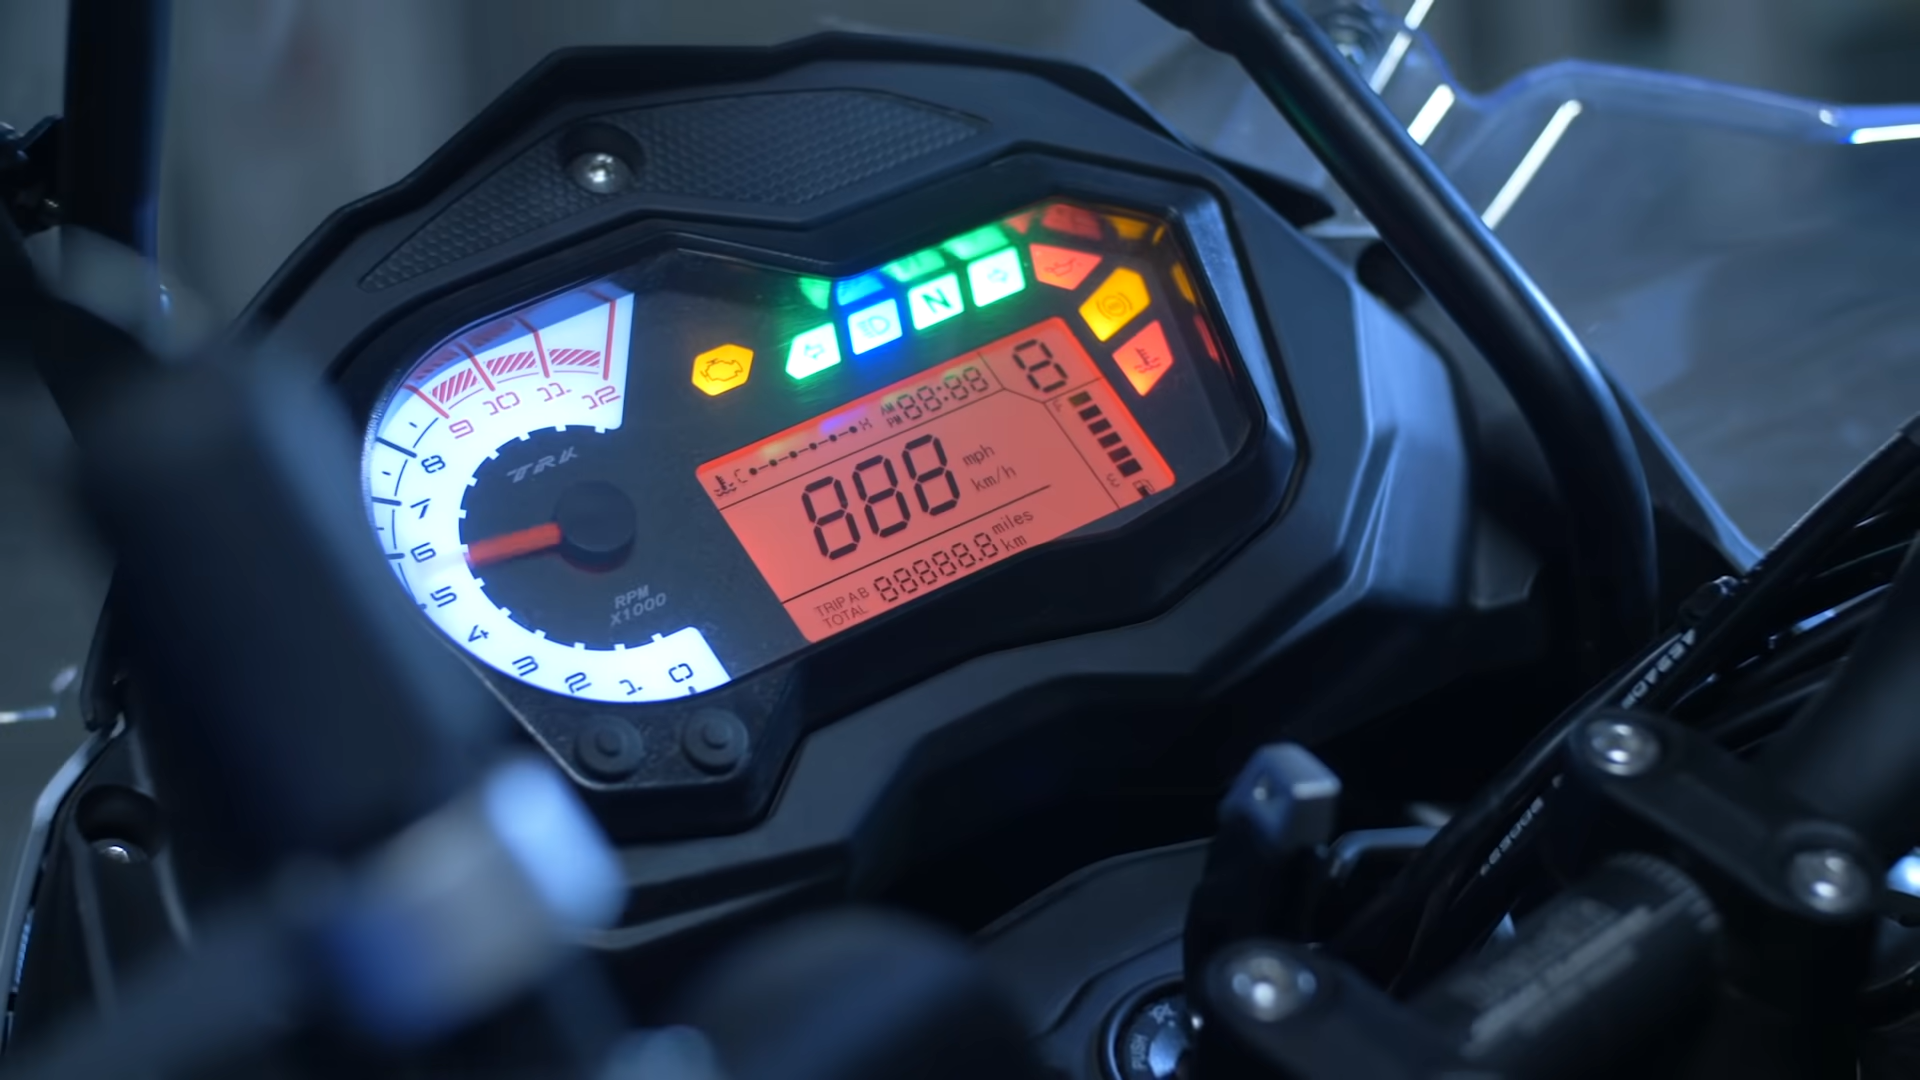 N
12
11
10
9
8
7
6
5
4
3
2
1
0
TRK
RPM
x1000
C H
AM
PM
88:88
8
F
E
888
mph
km/h
TRIP A B
TOTAL
88888.8
miles
km
PUSH